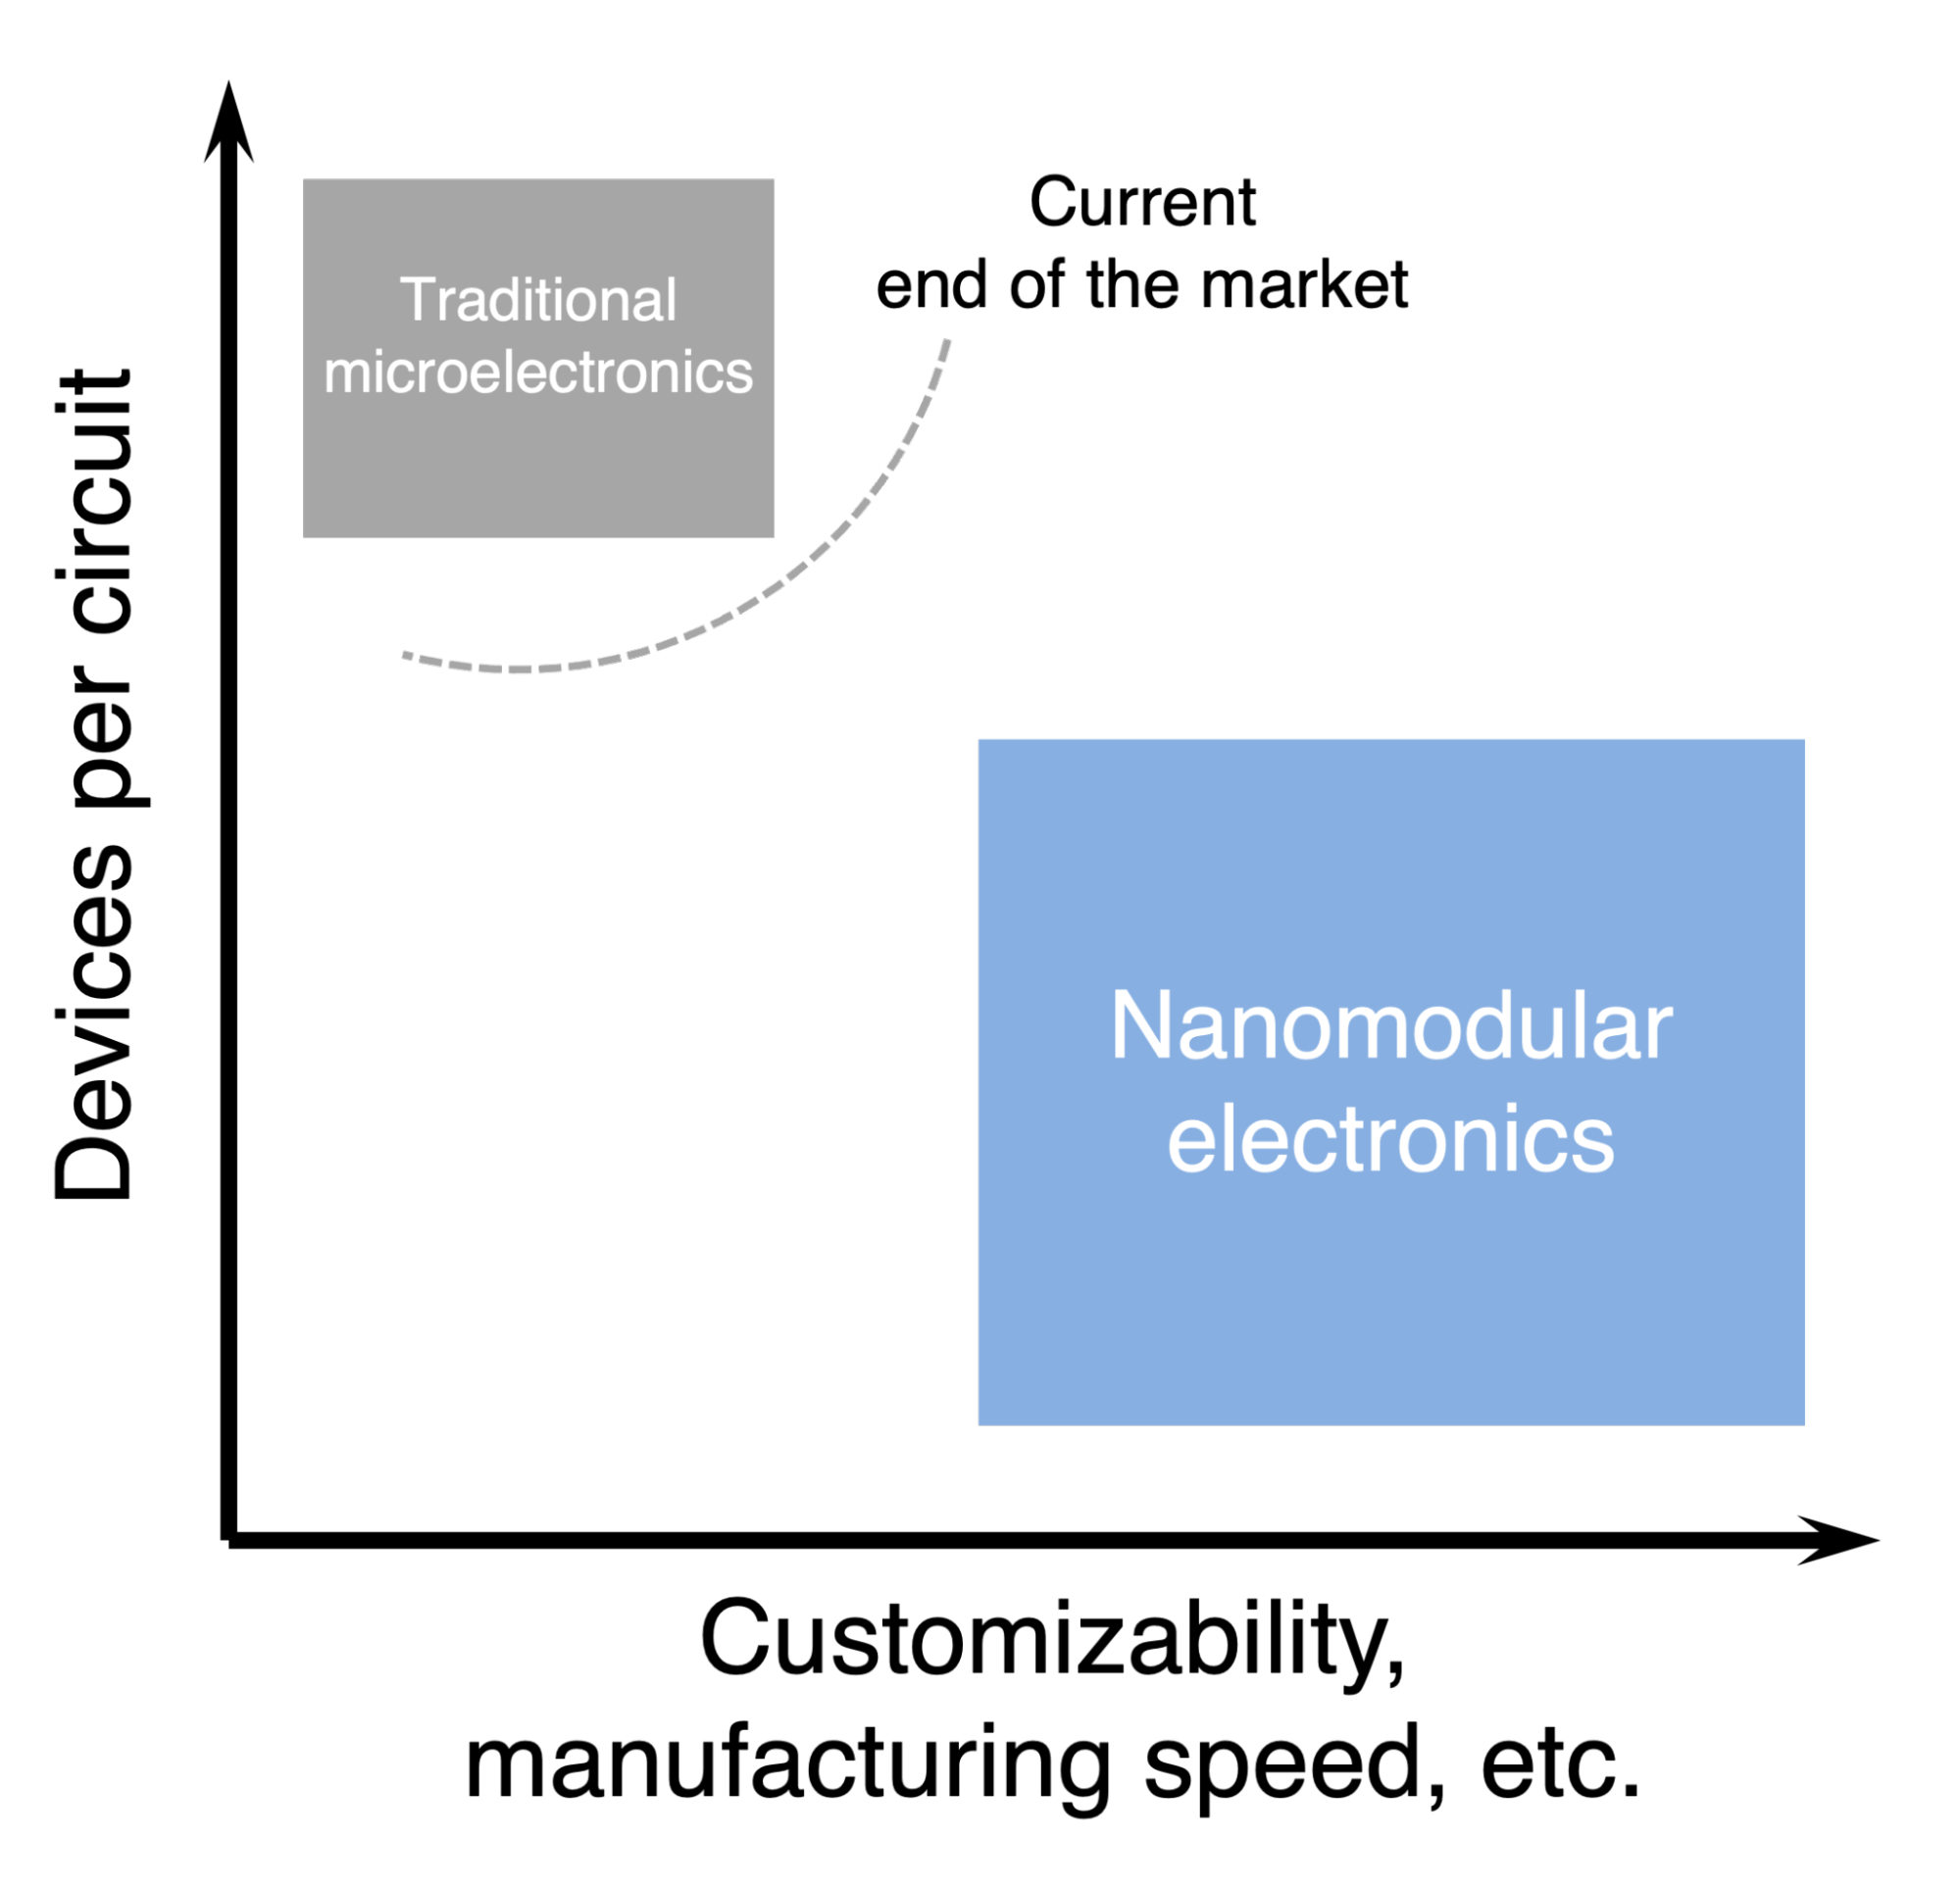 Current
end of the market
Traditional
microelectronics
Devices per circuit
Nanomodular
electronics
Customizability,
manufacturing speed, etc.